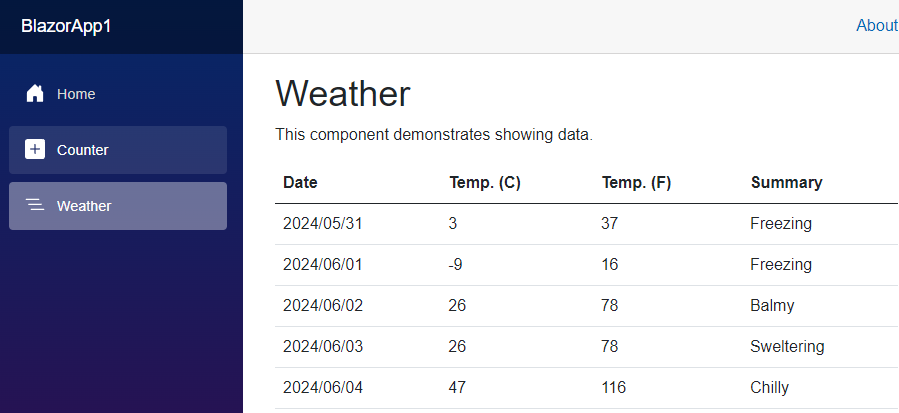 BlazorApp1
About
Home
Counter
Weather
Weather
This component demonstrates showing data.
Date Temp. (C) Temp. (F) Summary
2024/05/31 3 37 Freezing
2024/06/01 -9 16 Freezing
2024/06/02 26 78 Balmy
2024/06/03 26 78 Sweltering
2024/06/04 47 116 Chilly